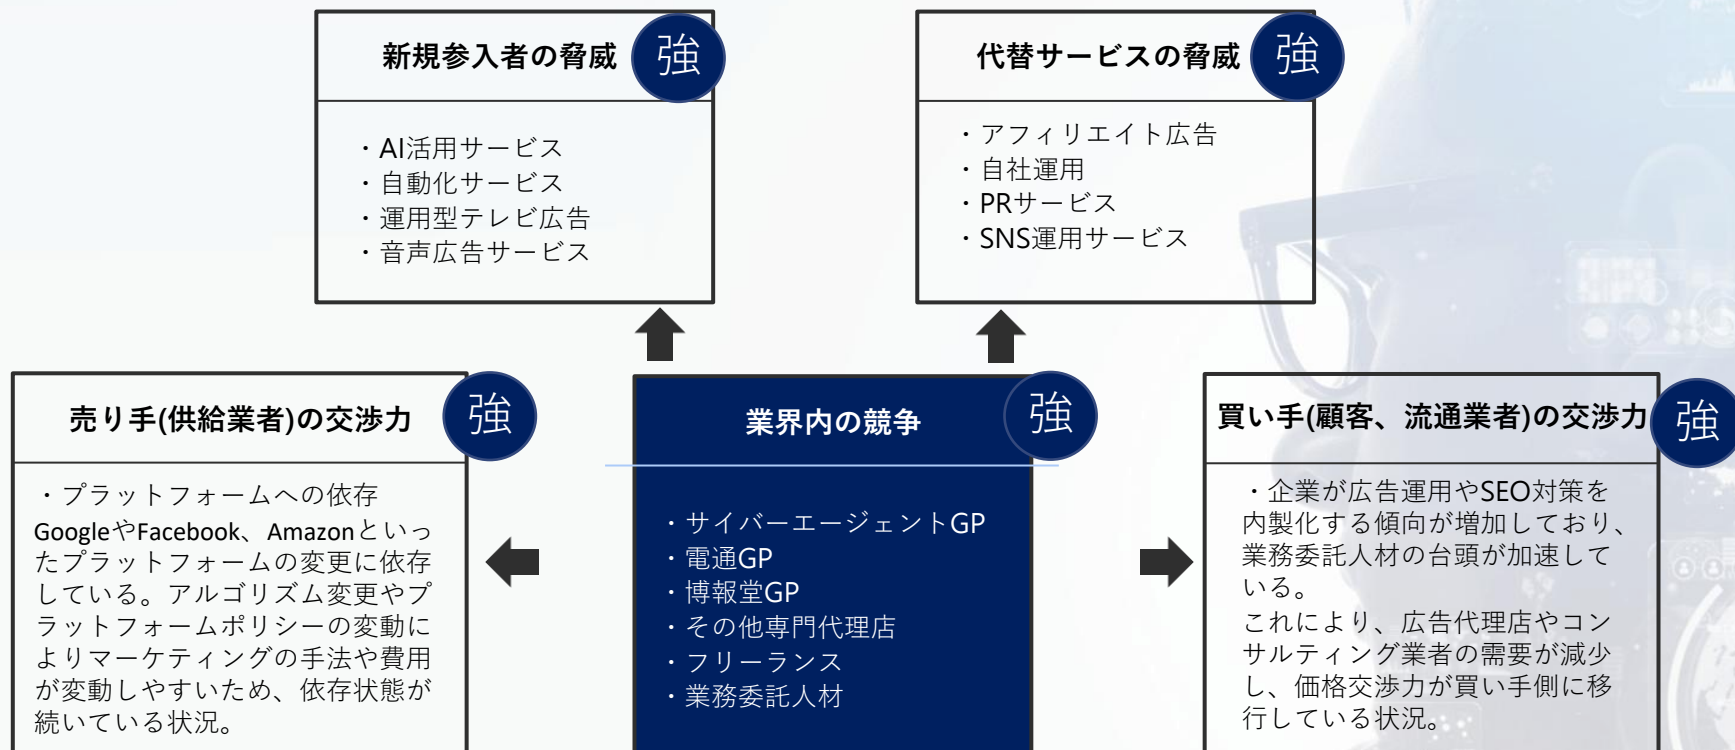 新規参入者の脅威
強
・AI活用サービス
・自動化サービス
・運用型テレビ広告
・音声広告サービス
代替サービスの脅威
強
・アフィリエイト広告
・自社運用
・PRサービス
・SNS運用サービス
売り手(供給業者)の交渉力
強
・プラットフォームへの依存
GoogleやFacebook、Amazonといっ
たプラットフォームの変更に依存
している。アルゴリズム変更やプ
ラットフォームポリシーの変動に
よりマーケティングの手法や費用
が変動しやすいため、依存状態が
続いている状況。
業界内の競争
強
・サイバーエージェントGP
・電通GP
・博報堂GP
・その他専門代理店
・フリーランス
・業務委託人材
買い手(顧客、流通業者)の交渉力
強
・企業が広告運用やSEO対策を
内製化する傾向が増加しており、
業務委託人材の台頭が加速して
いる。
これにより、広告代理店やコン
サルティング業者の需要が減少
し、価格交渉力が買い手側に移
行している状況。